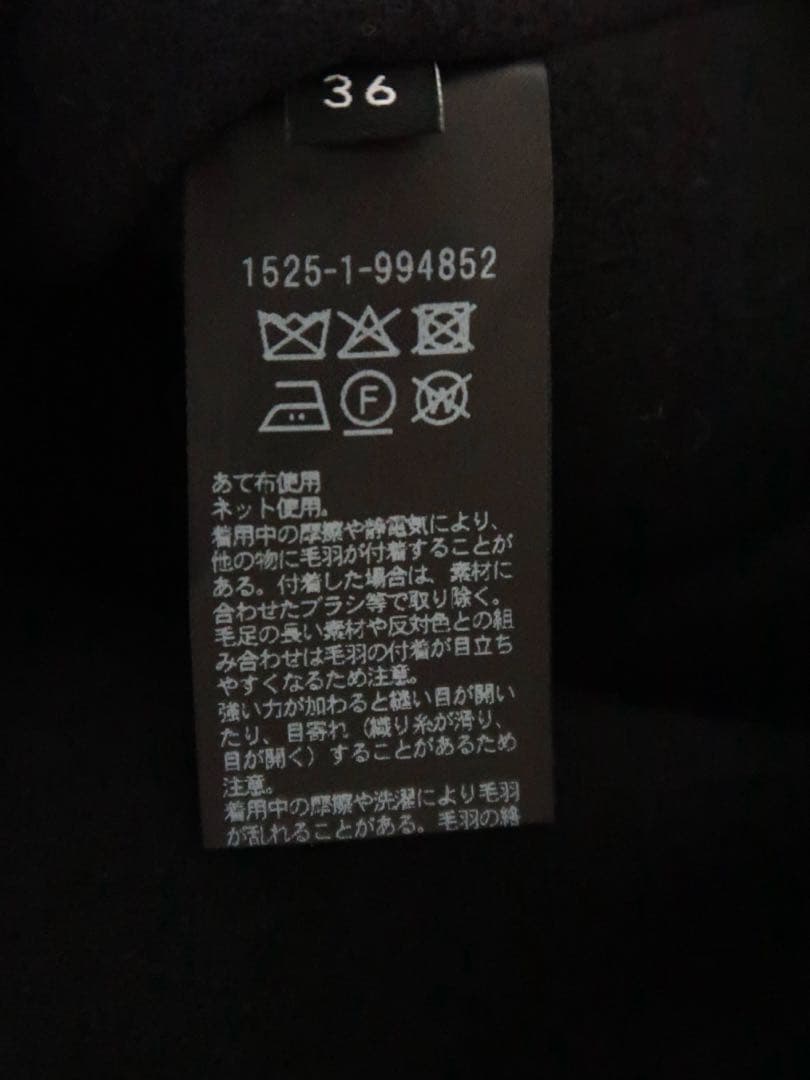 36
1525-1-994852
F
W
あて布使用
ネット使用。
着用中の摩擦や静電気により、
他の物に毛羽が付着することが
ある。付着した場合は、素材に
合わせたブラシ等で取り除く。
毛足の長い素材や反対色との組
み合わせは毛羽の付着が目立ち
やすくなるため注意。
強い力が加わると縫い目が開い
たり、目寄れ（織り糸が滑り、
目が開く）することがあるため
注意。
着用中の摩擦や洗濯により毛羽
が乱れることがある。毛羽の絡